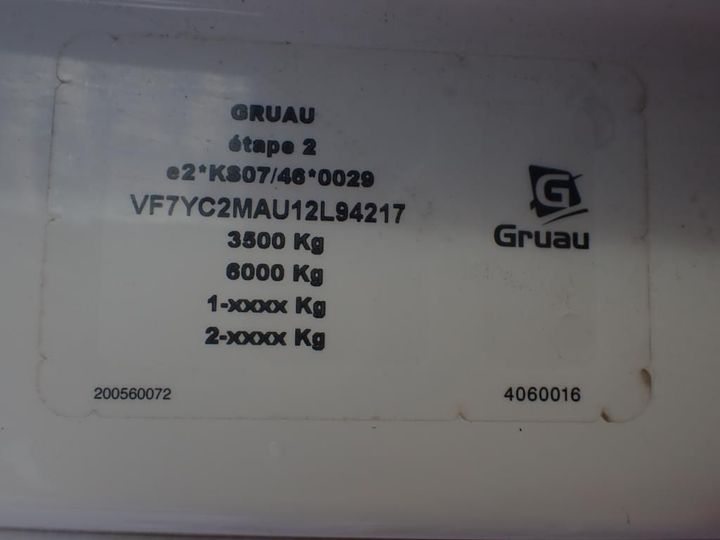 GRUAU
étape 2
e2*KS07/46*0029
VF7YC2MAU12L94217
3500 Kg
6000 Kg
1-xxxx Kg
2-xxxx Kg
G
Gruau
200560072
4060016